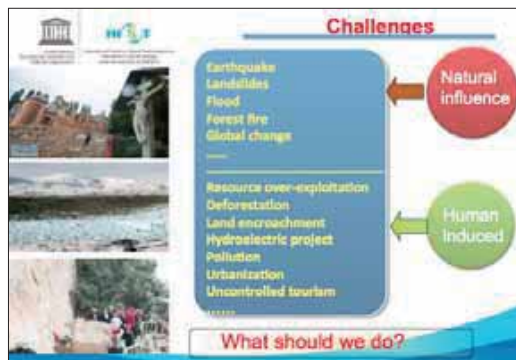 Challenges
Earthquake
Landslides
Flood
Forest fire
Global change
......
Natural
influence
Resource over-exploitation
Deforestation
Land encroachment
Hydroelectric project
Pollution
Urbanization
Uncontrolled tourism
......
Human
Induced
What should we do?